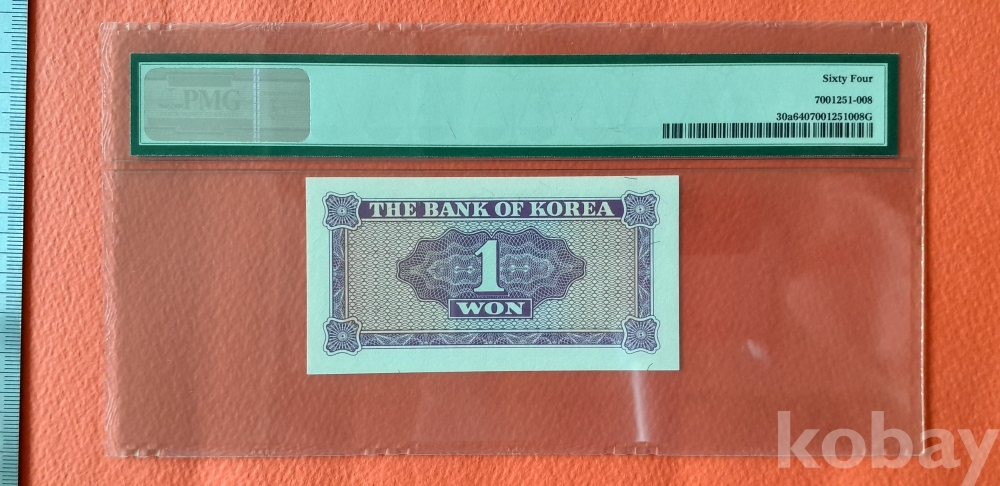 PMG
Sixty Four
7001251-008
30a6407001251008G
THE BANK OF KOREA
1
WON
kobay